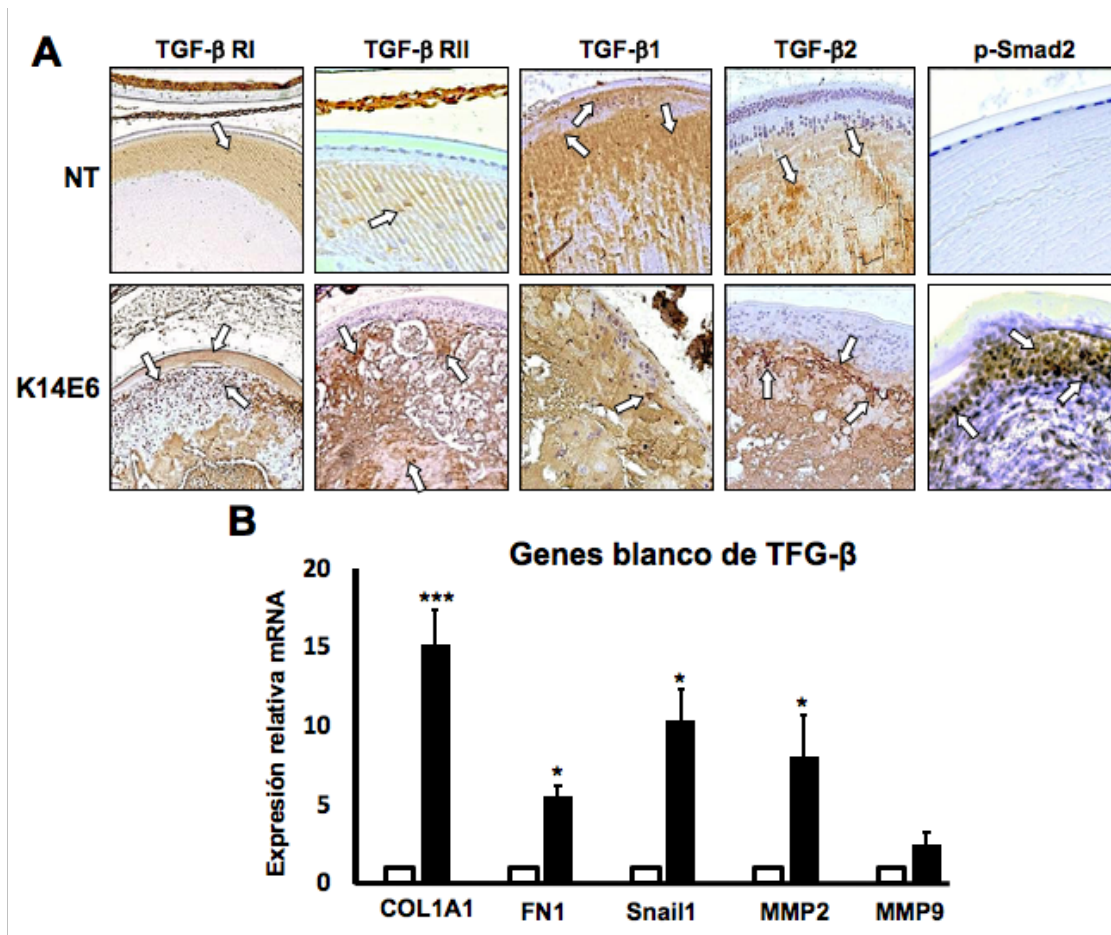 A
TGF-β RI TGF-β RII TGF-β1 TGF-β2 p-Smad2
NT
K14E6
B
Genes blanco de TFG-β
Expresión relativa mRNA
20
15
10
5
0
***
*
*
*
COL1A1 FN1 Snail1 MMP2 MMP9